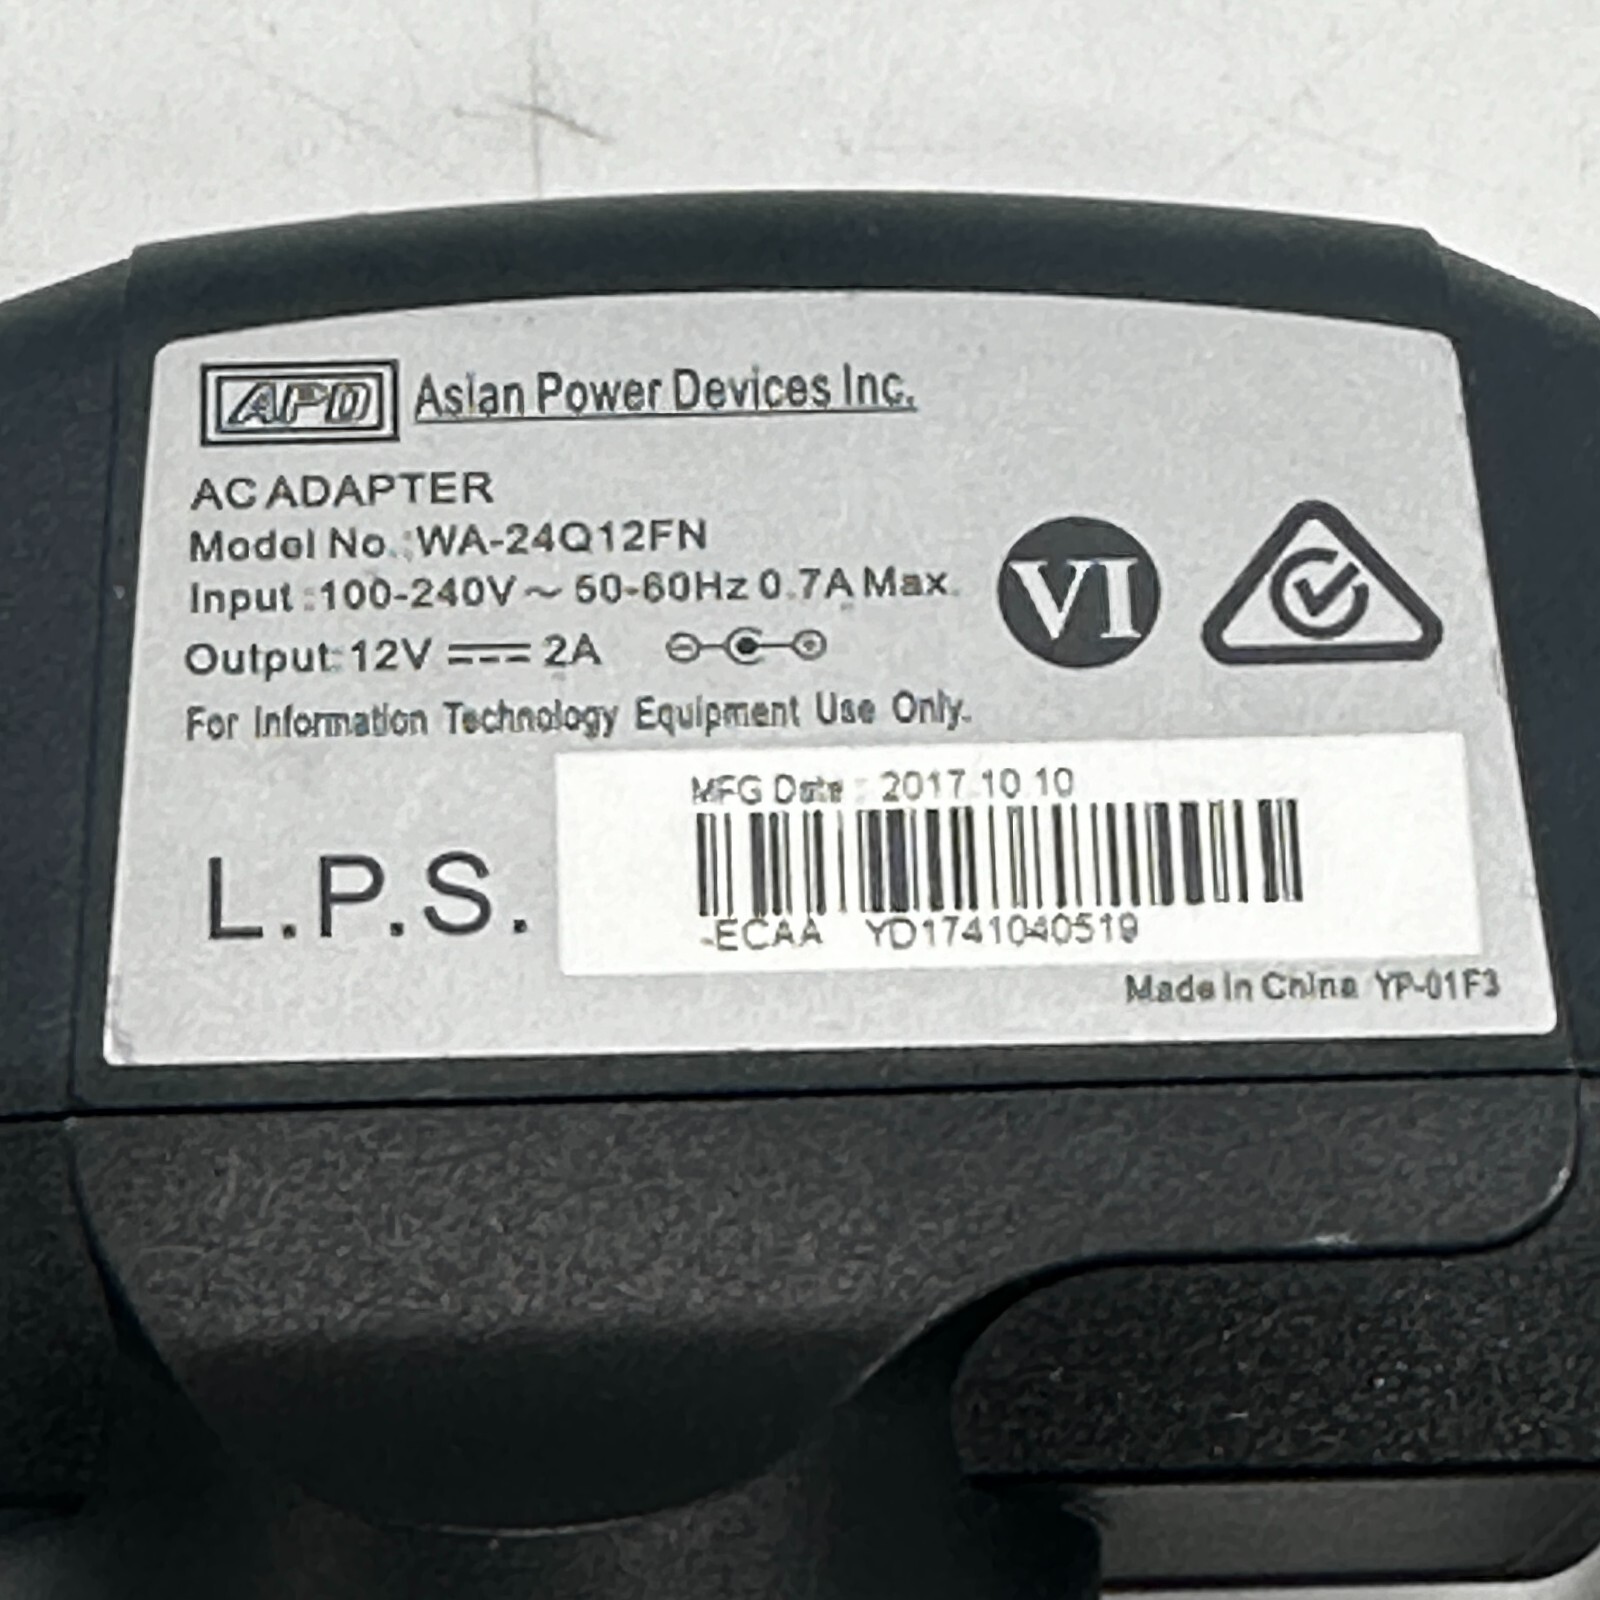 APD Asian Power Devices Inc.
AC ADAPTER
Model No.:WA-24Q12FN
Input:100-240V~ 50-60Hz 0.7A Max.
Output:12V 2A
VI
For Information Technology Equipment Use Only.
L.P.S.
MFG Date : 2017.10.10
-ECAA YD1741040519
Made in China YP-01F3